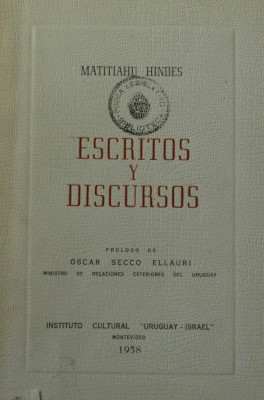 MATITIAHU HINDES
BIBLIOTECA
ESCRITOS
Y
DISCURSOS
PROLOGO DE
OSCAR SECCO ELLAURI
MINISTRO DE RELACIONES EXTERIORES DEL URUGUAY
INSTITUTO CULTURAL "URUGUAY - ISRAEL"
MONTEVIDEO
1958